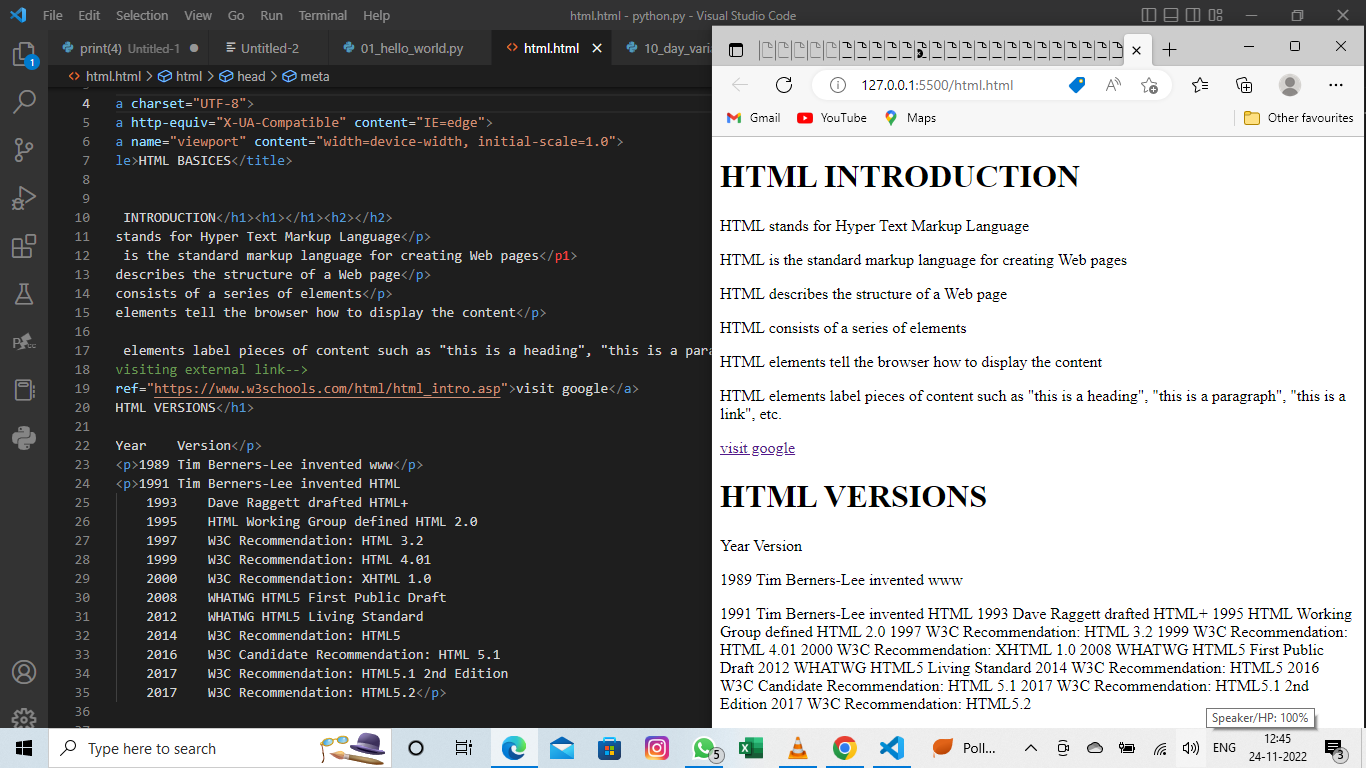 File Edit Selection View Go Run Terminal Help
html.html - python.py - Visual Studio Code
print(4) Untitled-1
Untitled-2
01_hello_world.py
html.html
10_day_vari
html.html > html > head > meta
4 a charset="UTF-8">
5 a http-equiv="X-UA-Compatible" content="IE=edge">
6 a name="viewport" content="width=device-width, initial-scale=1.0">
7 le>HTML BASICES</title>
8
9
10 INTRODUCTION</h1><h1></h1><h2></h2>
11 stands for Hyper Text Markup Language</p>
12 is the standard markup language for creating Web pages</p1>
13 describes the structure of a Web page</p>
14 consists of a series of elements</p>
15 elements tell the browser how to display the content</p>
16
17 elements label pieces of content such as "this is a heading", "this is a para
18 visiting external link-->
19 ref="https://www.w3schools.com/html/html_intro.asp">visit google</a>
20 HTML VERSIONS</h1>
21
22 Year Version</p>
23 <p>1989 Tim Berners-Lee invented www</p>
24 <p>1991 Tim Berners-Lee invented HTML
25 1993 Dave Raggett drafted HTML+
26 1995 HTML Working Group defined HTML 2.0
27 1997 W3C Recommendation: HTML 3.2
28 1999 W3C Recommendation: HTML 4.01
29 2000 W3C Recommendation: XHTML 1.0
30 2008 WHATWG HTML5 First Public Draft
31 2012 WHATWG HTML5 Living Standard
32 2014 W3C Recommendation: HTML5
33 2016 W3C Candidate Recommendation: HTML 5.1
34 2017 W3C Recommendation: HTML5.1 2nd Edition
35 2017 W3C Recommendation: HTML5.2</p>
36
1
127.0.0.1:5500/html.html
Gmail YouTube Maps Other favourites
HTML INTRODUCTION
HTML stands for Hyper Text Markup Language
HTML is the standard markup language for creating Web pages
HTML describes the structure of a Web page
HTML consists of a series of elements
HTML elements tell the browser how to display the content
HTML elements label pieces of content such as "this is a heading", "this is a paragraph", "this is a
link", etc.
visit google
HTML VERSIONS
Year Version
1989 Tim Berners-Lee invented www
1991 Tim Berners-Lee invented HTML 1993 Dave Raggett drafted HTML+ 1995 HTML Working
Group defined HTML 2.0 1997 W3C Recommendation: HTML 3.2 1999 W3C Recommendation:
HTML 4.01 2000 W3C Recommendation: XHTML 1.0 2008 WHATWG HTML5 First Public
Draft 2012 WHATWG HTML5 Living Standard 2014 W3C Recommendation: HTML5 2016
W3C Candidate Recommendation: HTML 5.1 2017 W3C Recommendation: HTML5.1 2nd
Edition 2017 W3C Recommendation: HTML5.2
Speaker/HP: 100%
Type here to search
5
Poll...
ENG
12:45
24-11-2022
3